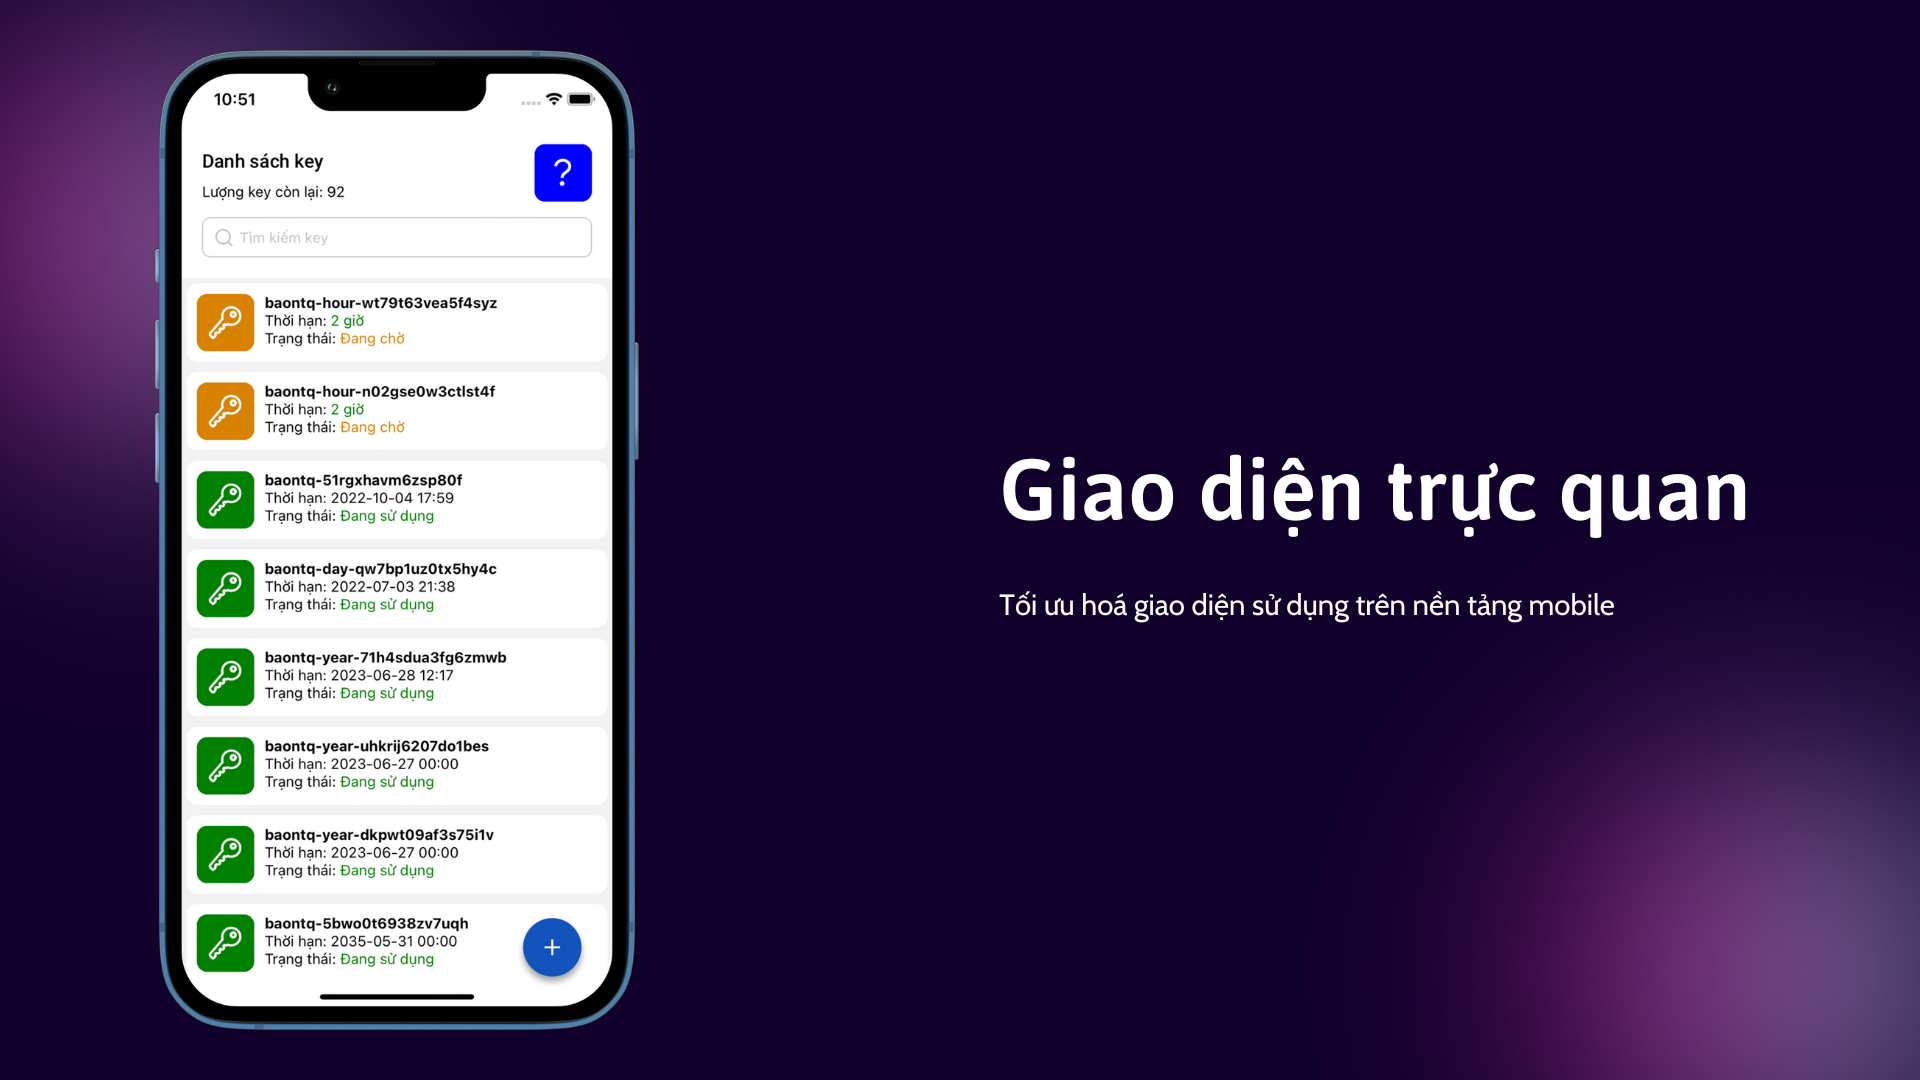 10:51
Danh sách key
?
Lượng key còn lại: 92
Tìm kiếm key
baontq-hour-wt79t63vea5f4syz
Thời hạn: 2 giờ
Trạng thái: Đang chờ
baontq-hour-n02gse0w3ctlst4f
Thời hạn: 2 giờ
Trạng thái: Đang chờ
baontq-51rgxhavm6zsp80f
Thời hạn: 2022-10-04 17:59
Trạng thái: Đang sử dụng
baontq-day-qw7bp1uz0tx5hy4c
Thời hạn: 2022-07-03 21:38
Trạng thái: Đang sử dụng
baontq-year-71h4sdua3fg6zmwb
Thời hạn: 2023-06-28 12:17
Trạng thái: Đang sử dụng
baontq-year-uhkrij6207do1bes
Thời hạn: 2023-06-27 00:00
Trạng thái: Đang sử dụng
baontq-year-dkpwt09af3s75i1v
Thời hạn: 2023-06-27 00:00
Trạng thái: Đang sử dụng
baontq-5bwo0t6938zv7uqh
Thời hạn: 2035-05-31 00:00
Trạng thái: Đang sử dụng
+
Giao diện trực quan
Tối ưu hoá giao diện sử dụng trên nền tảng mobile